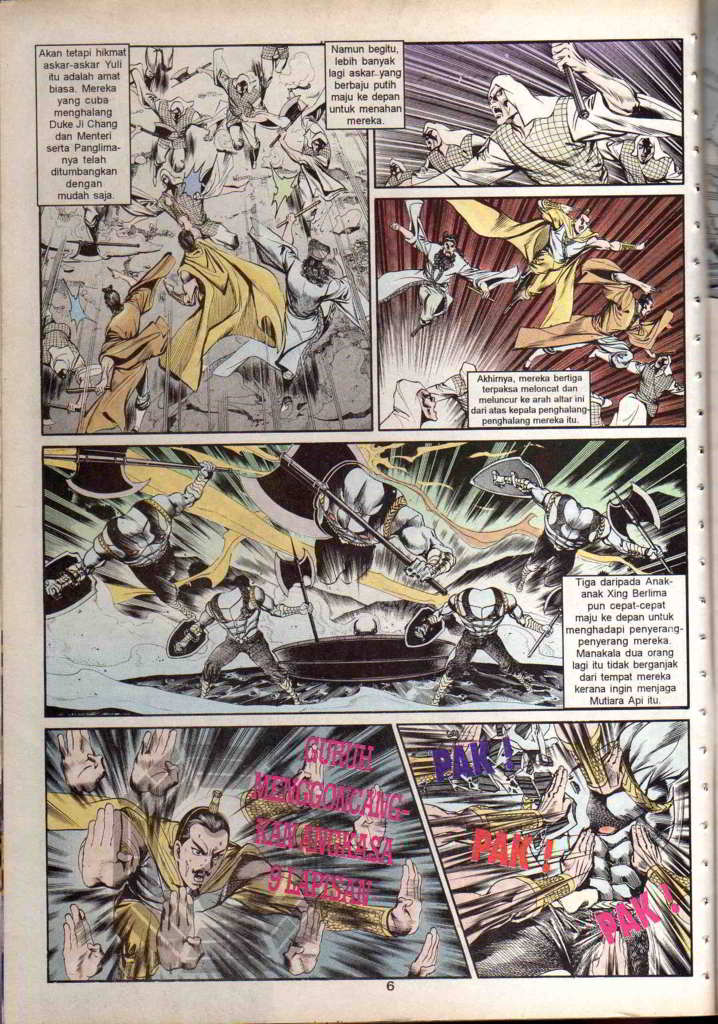 Akan tetapi hikmat
askar-askar Yuli
itu adalah amat
biasa. Mereka
yang cuba
menghalang
Duke Ji Chang
dan Menteri
serta Panglima-
nya telah
ditumbangkan
dengan
mudah saja.
Namun begitu,
lebih banyak
lagi askar yang
berbaju putih
maju ke depan
untuk menahan
mereka.
Akhirnya, mereka bertiga
terpaksa meloncat dan
meluncur ke arah altar ini
dari atas kepala penghalang-
penghalang mereka itu.
Tiga daripada Anak-
anak Xing Berlima
pun cepat-cepat
maju ke depan untuk
menghadapi penyerang-
penyerang mereka.
Manakala dua orang
lagi itu tidak berganjak
dari tempat mereka
kerana ingin menjaga
Mutiara Api itu.
GURUH
MENGGONCANG-
KAN ANGKASA
9 LAPISAN
PAK !
PAK !
PAK !
6